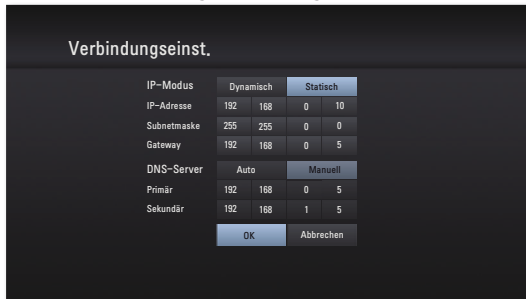 Verbindungseinst.
IP-Modus Dynamisch Statisch
IP-Adresse 192 168 0 10
Subnetmaske 255 255 0 0
Gateway 192 168 0 5
DNS-Server Auto Manuell
Primär 192 168 0 5
Sekundär 192 168 1 5
OK Abbrechen